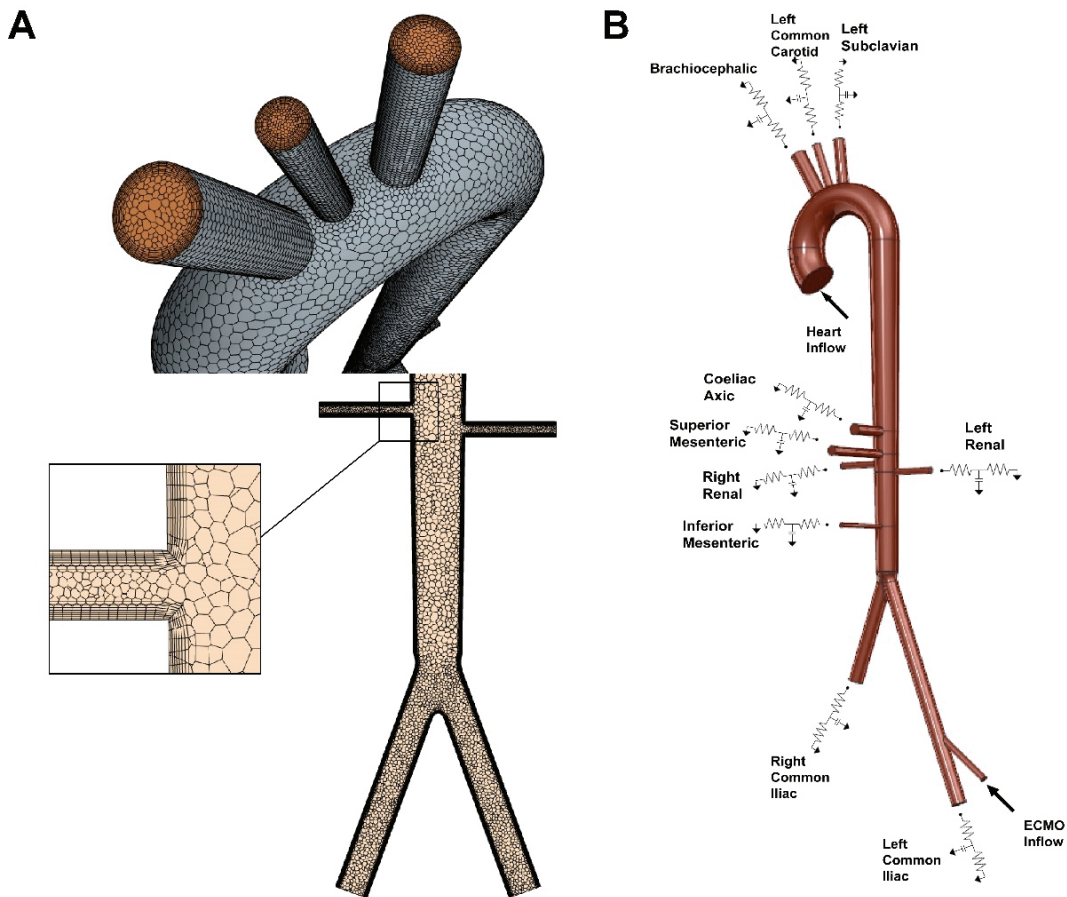 A
B
Left
Common
Carotid
Left
Subclavian
Brachiocephalic
Heart
Inflow
Coeliac
Axic
Superior
Mesenteric
Left
Renal
Right
Renal
Inferior
Mesenteric
Right
Common
Iliac
ECMO
Inflow
Left
Common
Iliac